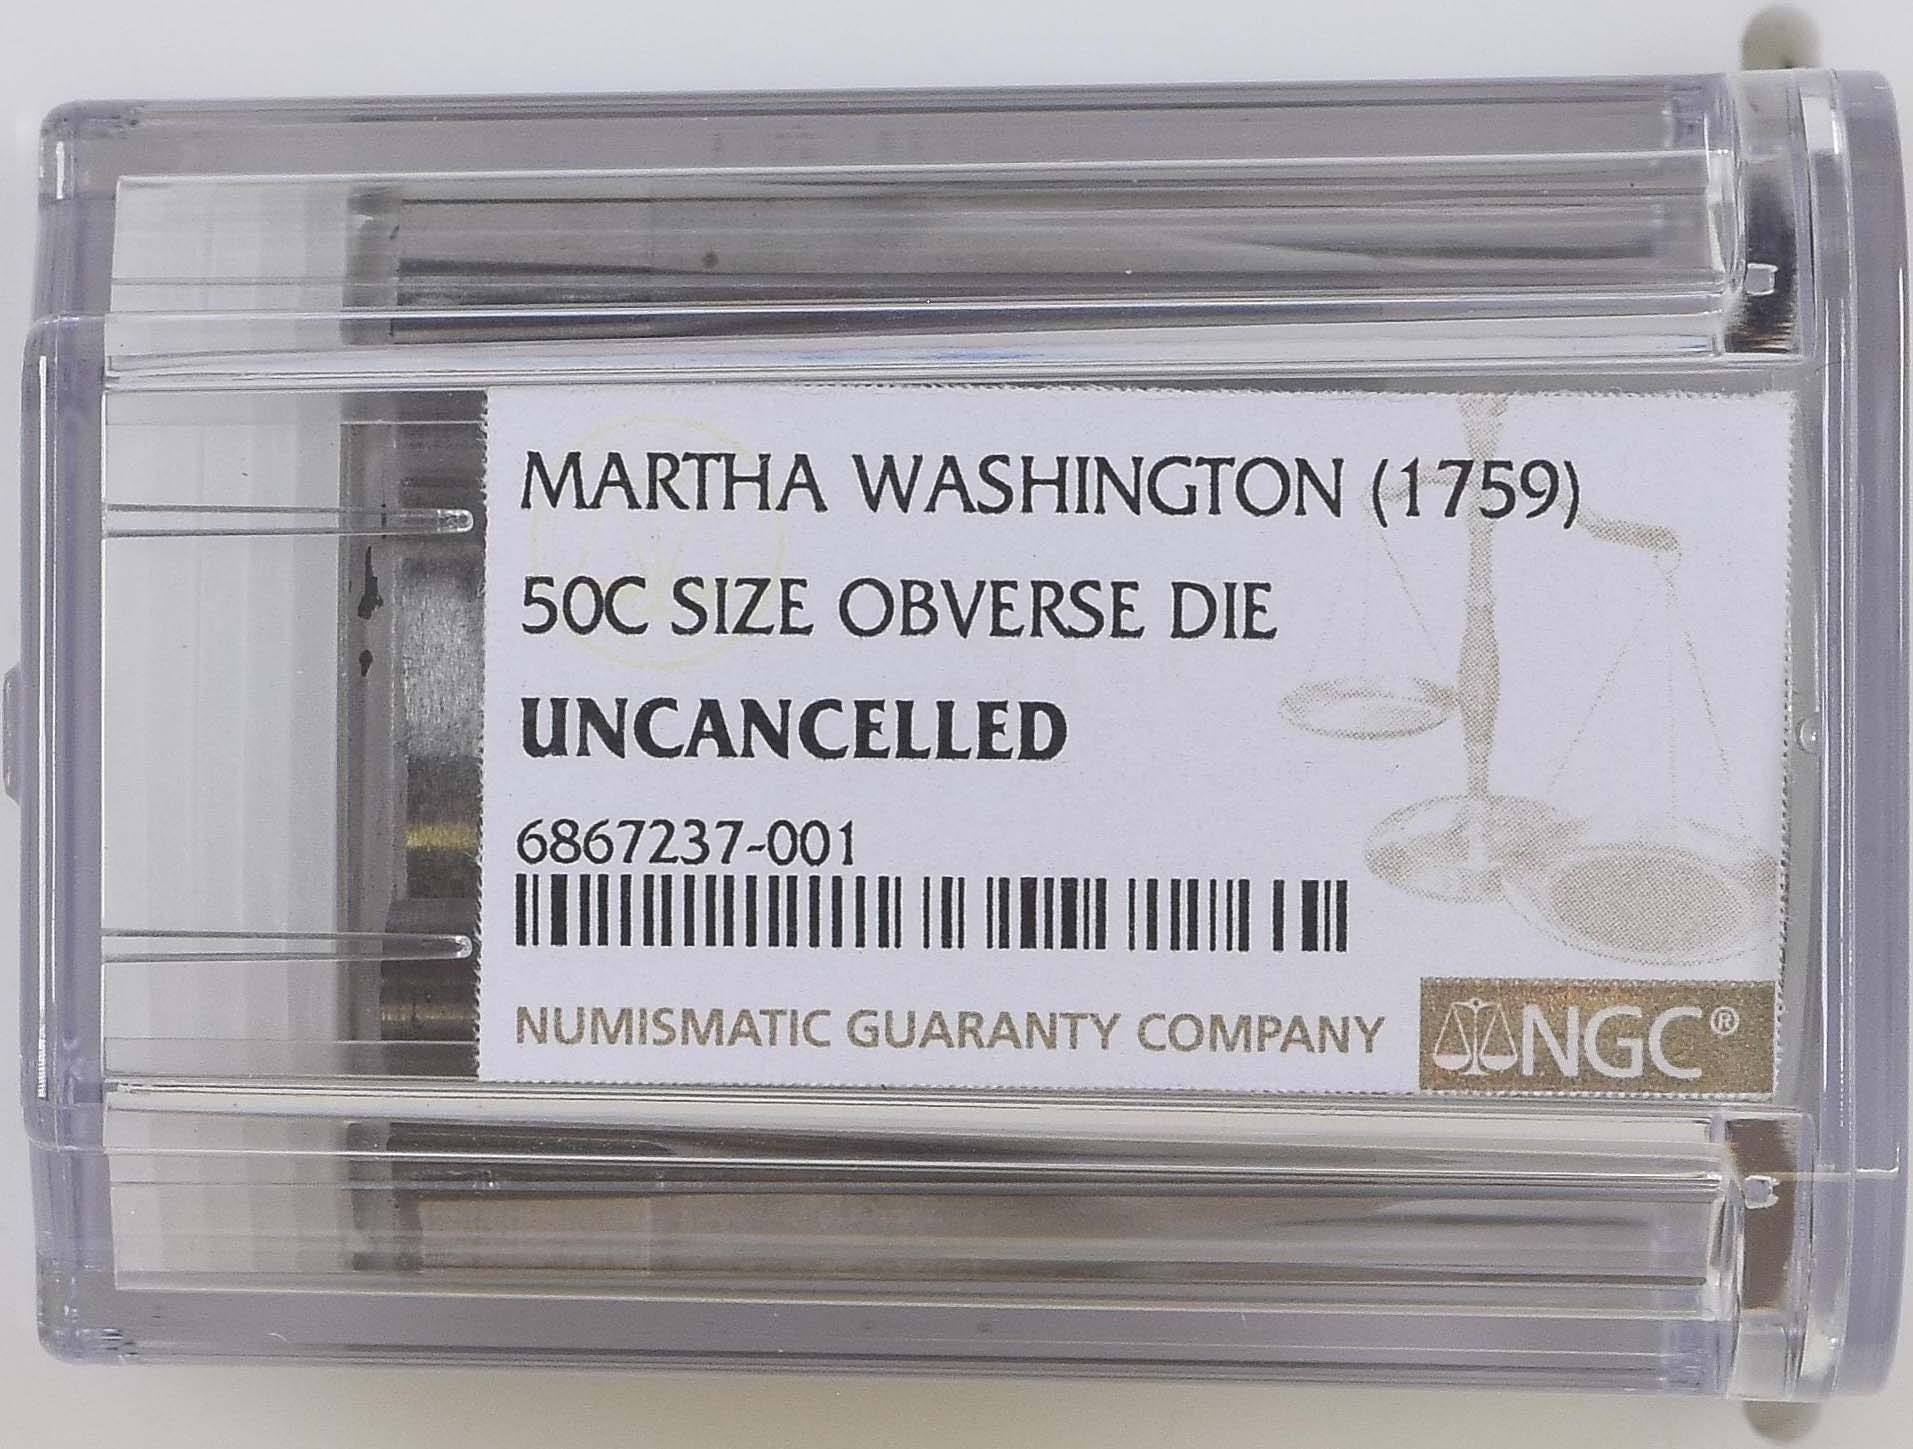 MARTHA WASHINGTON (1759)
50C SIZE OBVERSE DIE
UNCANCELLED
6867237-001
NUMISMATIC GUARANTY COMPANY
NGC®